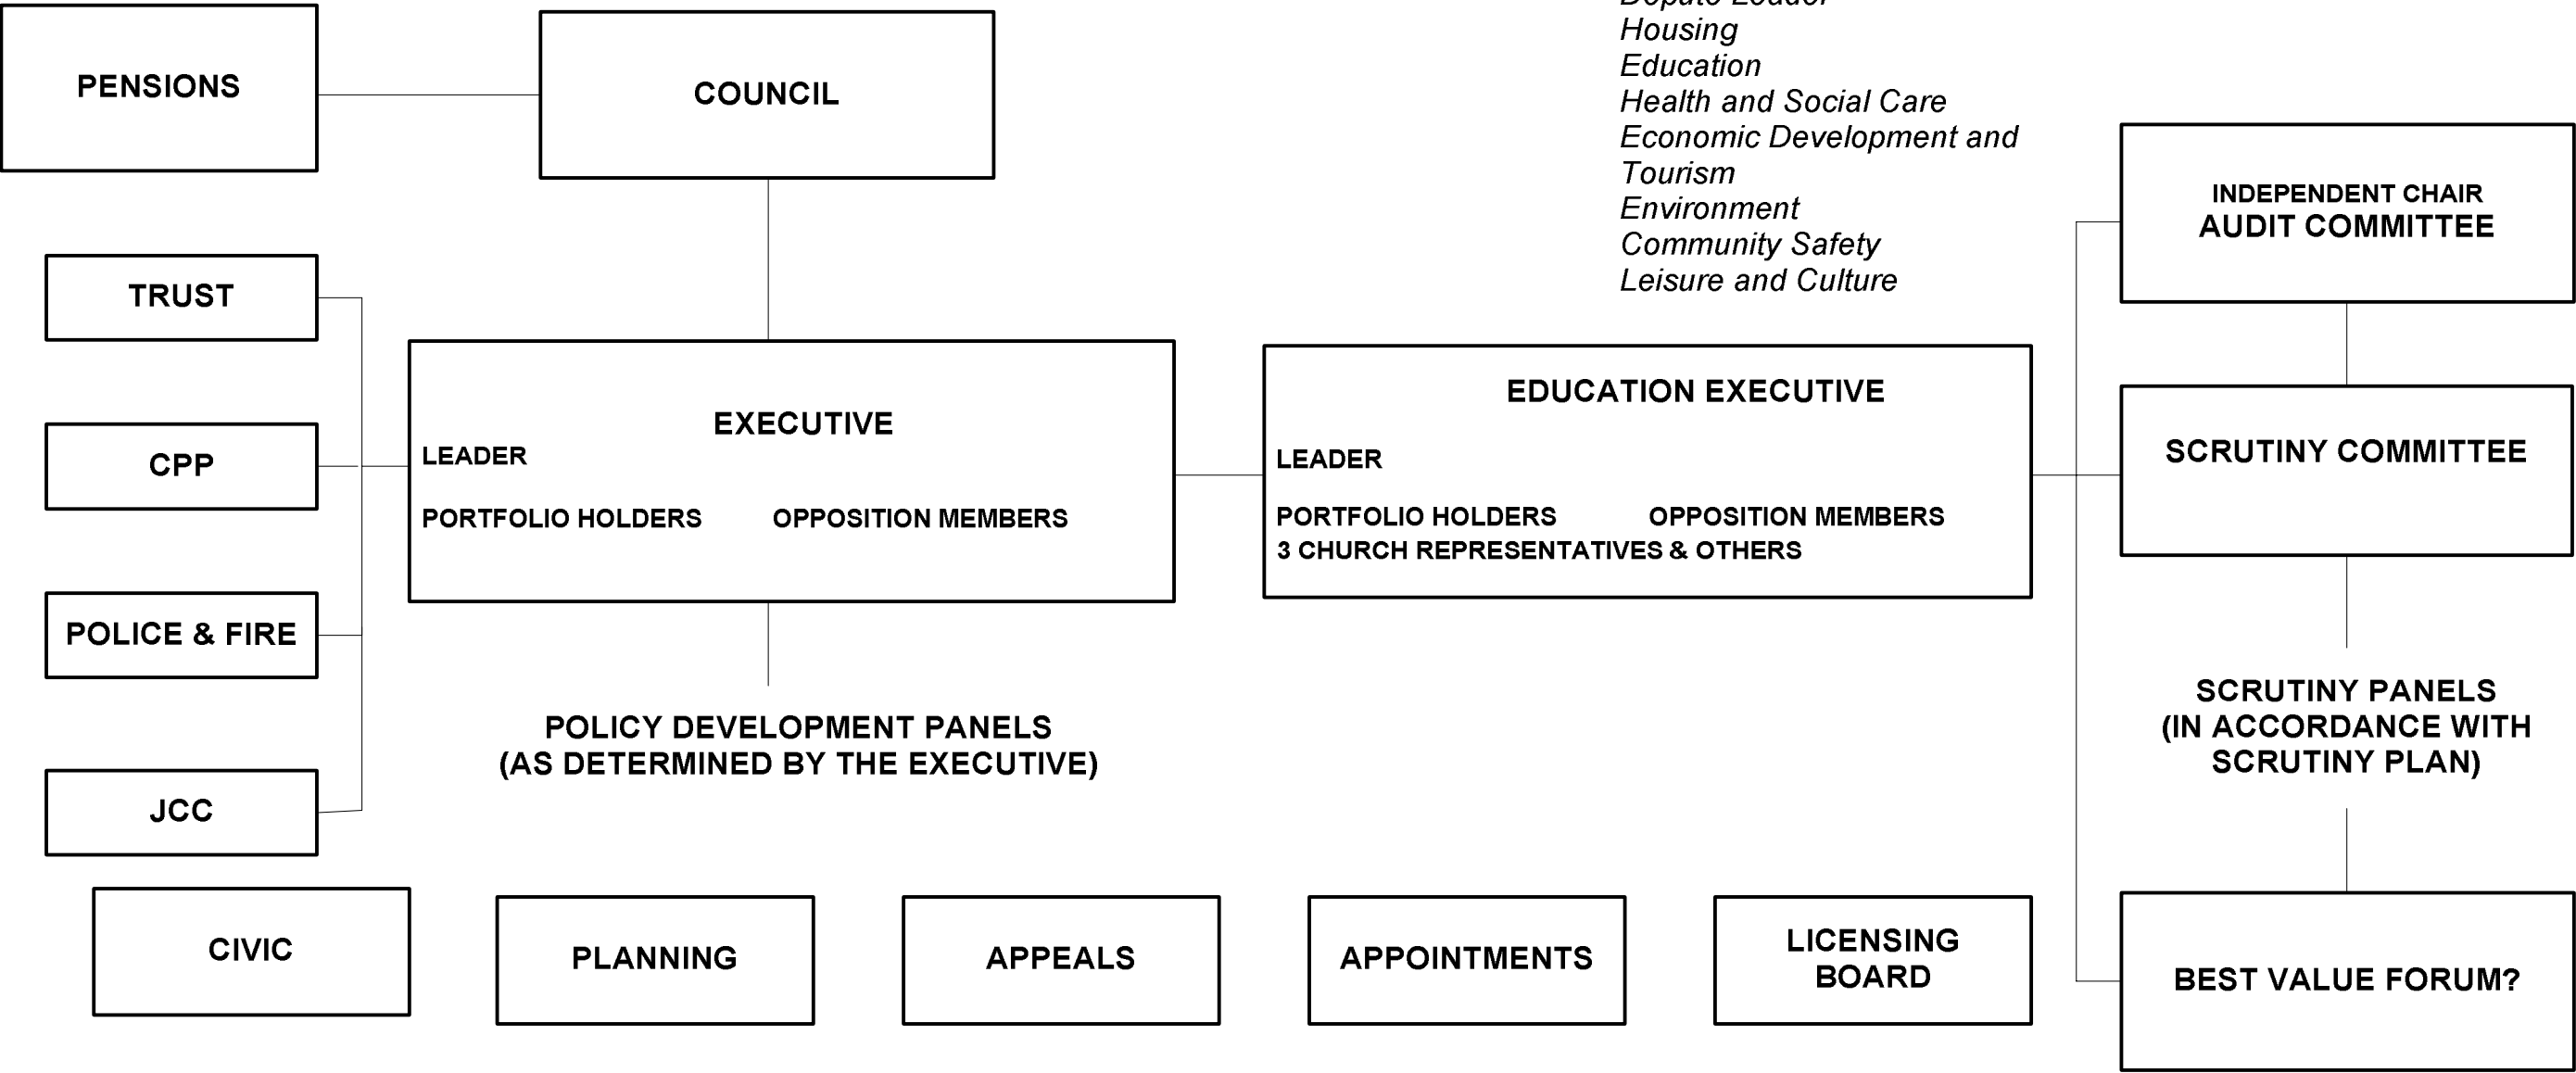 Depute Leader
Housing
Education
Health and Social Care
Economic Development and
Tourism
Environment
Community Safety
Leisure and Culture
PENSIONS
COUNCIL
INDEPENDENT CHAIR
AUDIT COMMITTEE
TRUST
CPP
POLICE & FIRE
JCC
EXECUTIVE
LEADER
PORTFOLIO HOLDERS OPPOSITION MEMBERS
EDUCATION EXECUTIVE
LEADER
PORTFOLIO HOLDERS OPPOSITION MEMBERS
3 CHURCH REPRESENTATIVES & OTHERS
SCRUTINY COMMITTEE
POLICY DEVELOPMENT PANELS
(AS DETERMINED BY THE EXECUTIVE)
SCRUTINY PANELS
(IN ACCORDANCE WITH
SCRUTINY PLAN)
CIVIC
PLANNING
APPEALS
APPOINTMENTS
LICENSING
BOARD
BEST VALUE FORUM?